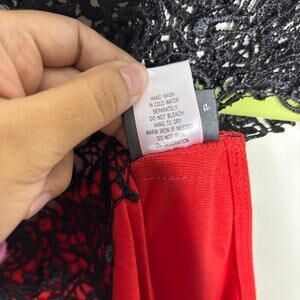 HAND WASH
IN COLD WATER
SEPARATELY
DO NOT BLEACH
HANG TO DRY
WARM IRON IF NEEDED
DO NOT IRON
ON DECORATION